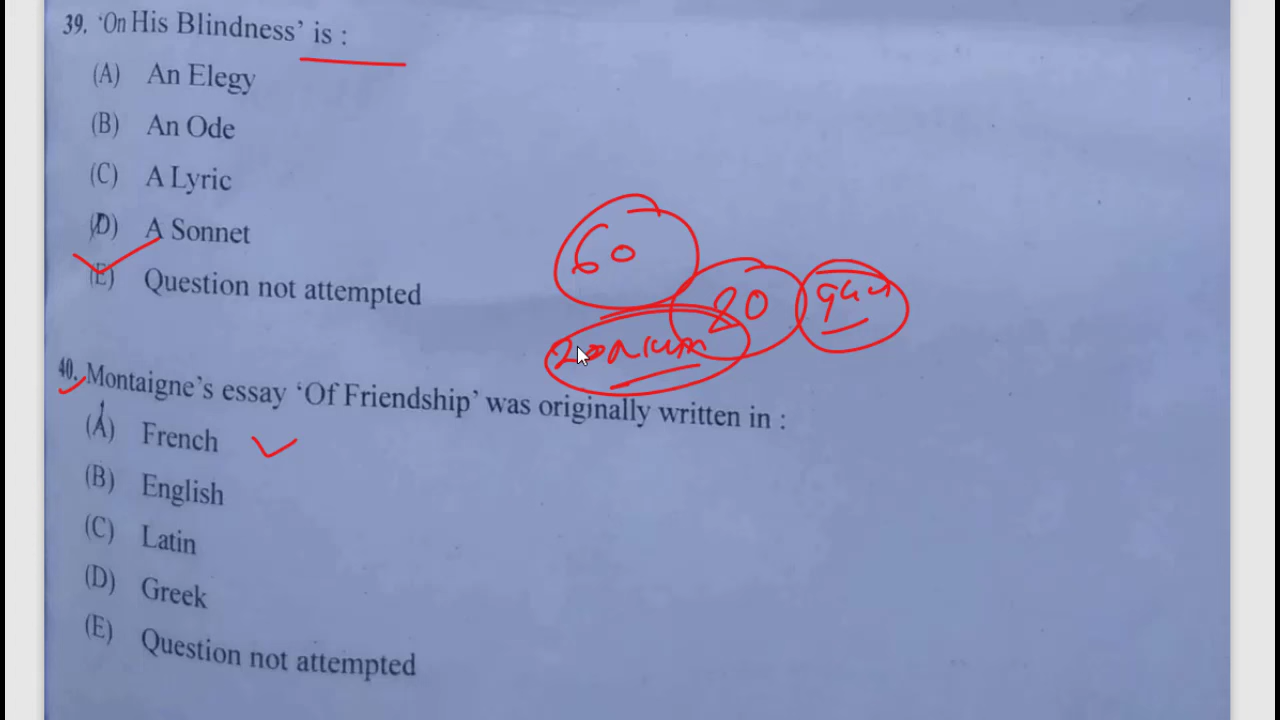 39. 'On His Blindness' is :
(A) An Elegy
(B) An Ode
(C) A Lyric
(D) A Sonnet
(E) Question not attempted
60
80
40. Montaigne's essay 'Of Friendship' was originally written in :
(A) French
(B) English
(C) Latin
(D) Greek
(E) Question not attempted